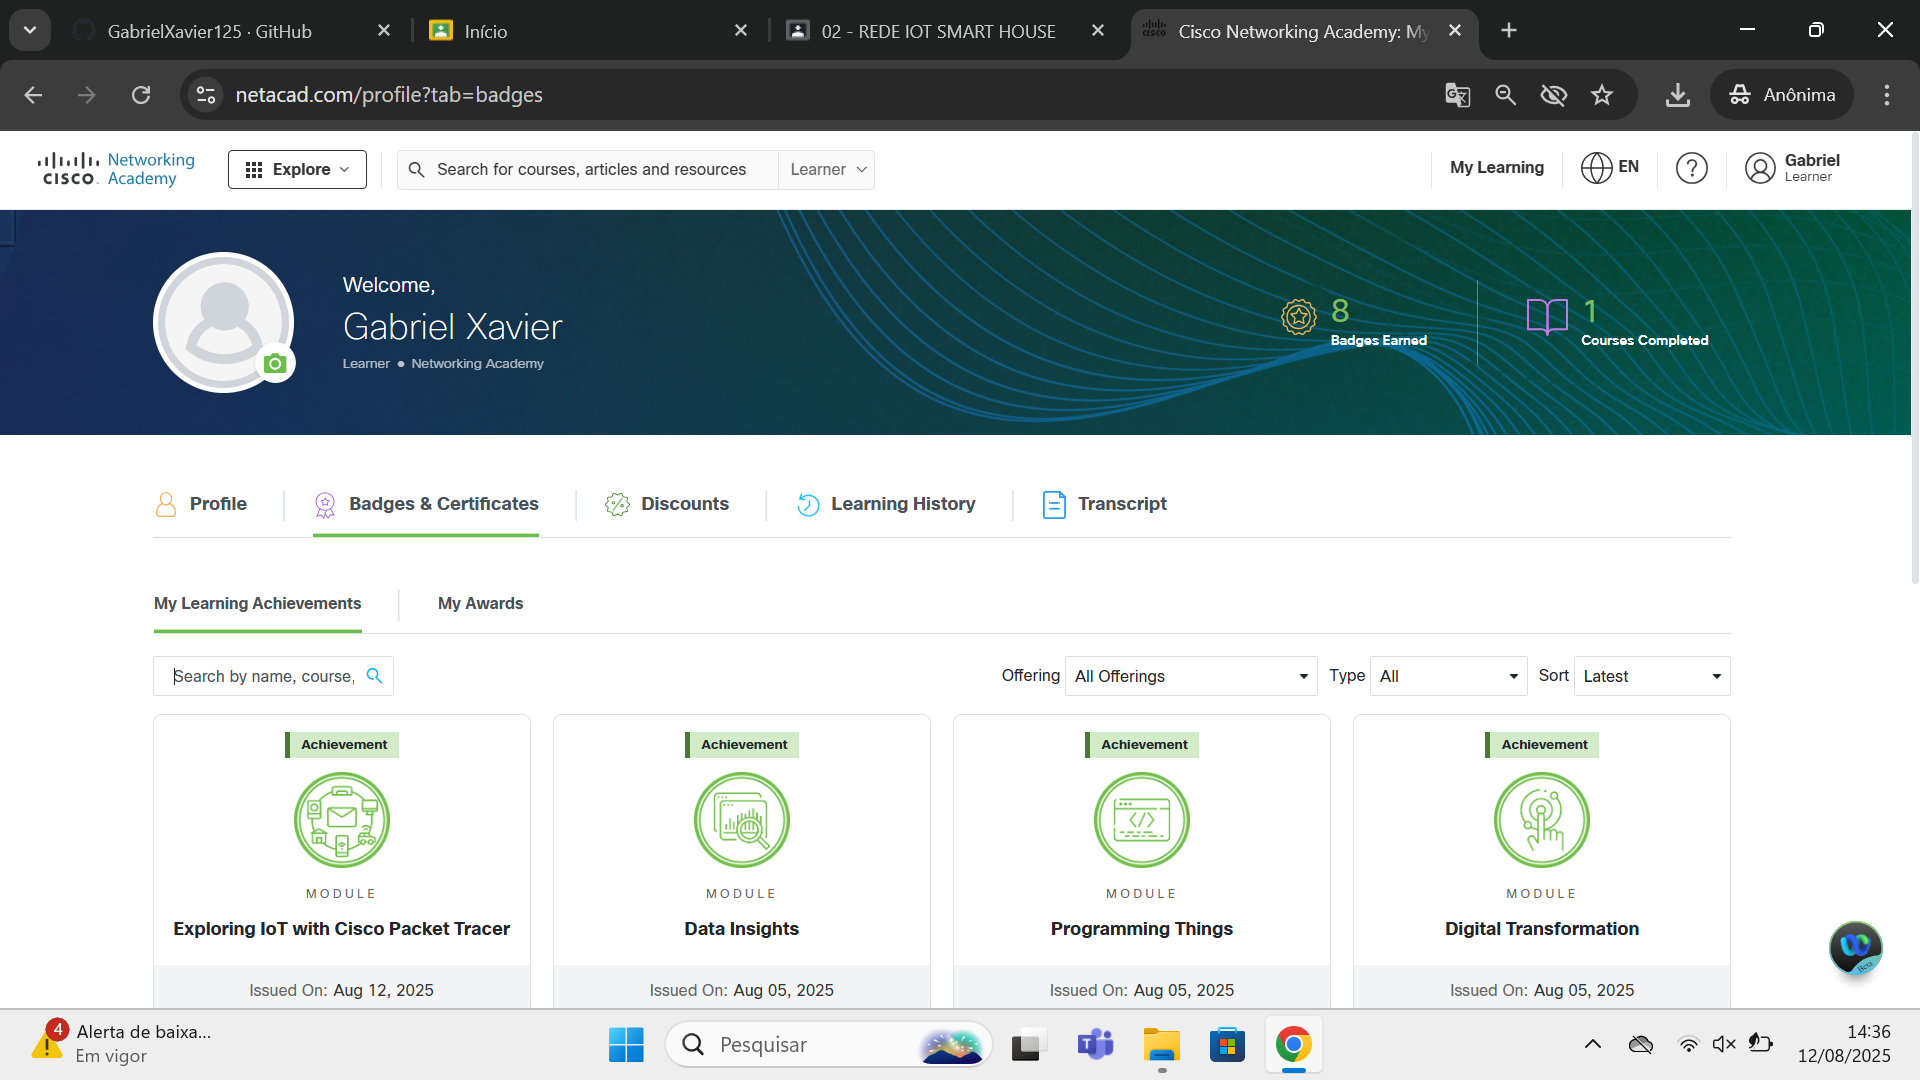 GabrielXavier125 · GitHub
Início
02 - REDE IOT SMART HOUSE
Cisco Networking Academy: My
netacad.com/profile?tab=badges
Anônima
CISCO Networking Academy
Explore
Search for courses, articles and resources
Learner
My Learning
EN
?
Gabriel
Learner
Welcome,
Gabriel Xavier
Learner • Networking Academy
8
Badges Earned
1
Courses Completed
Profile
Badges & Certificates
Discounts
Learning History
Transcript
My Learning Achievements
My Awards
Search by name, course,
Offering All Offerings
Type All
Sort Latest
Achievement
MODULE
Exploring IoT with Cisco Packet Tracer
Issued On: Aug 12, 2025
Achievement
MODULE
Data Insights
Issued On: Aug 05, 2025
Achievement
</>
MODULE
Programming Things
Issued On: Aug 05, 2025
Achievement
MODULE
Digital Transformation
Issued On: Aug 05, 2025
Beta
4
Alerta de baixa...
Em vigor
Pesquisar
14:36
12/08/2025